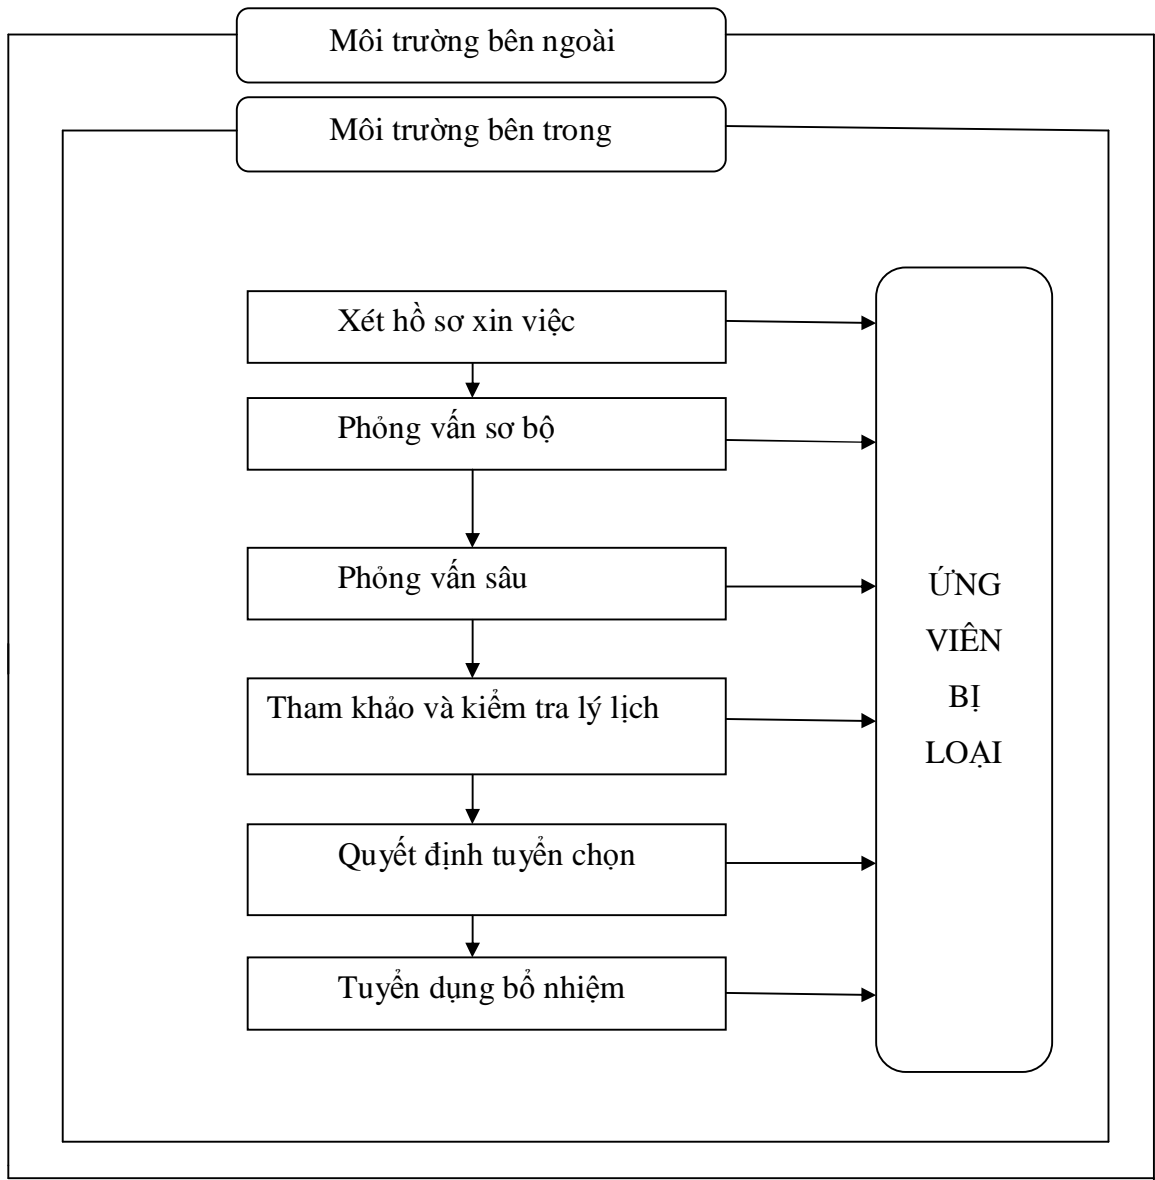 Môi trường bên ngoài
Môi trường bên trong
Xét hồ sơ xin việc
Phỏng vấn sơ bộ
Phỏng vấn sâu
Tham khảo và kiểm tra lý lịch
Quyết định tuyển chọn
Tuyển dụng bổ nhiệm
ỨNG
VIÊN
BỊ
LOẠI